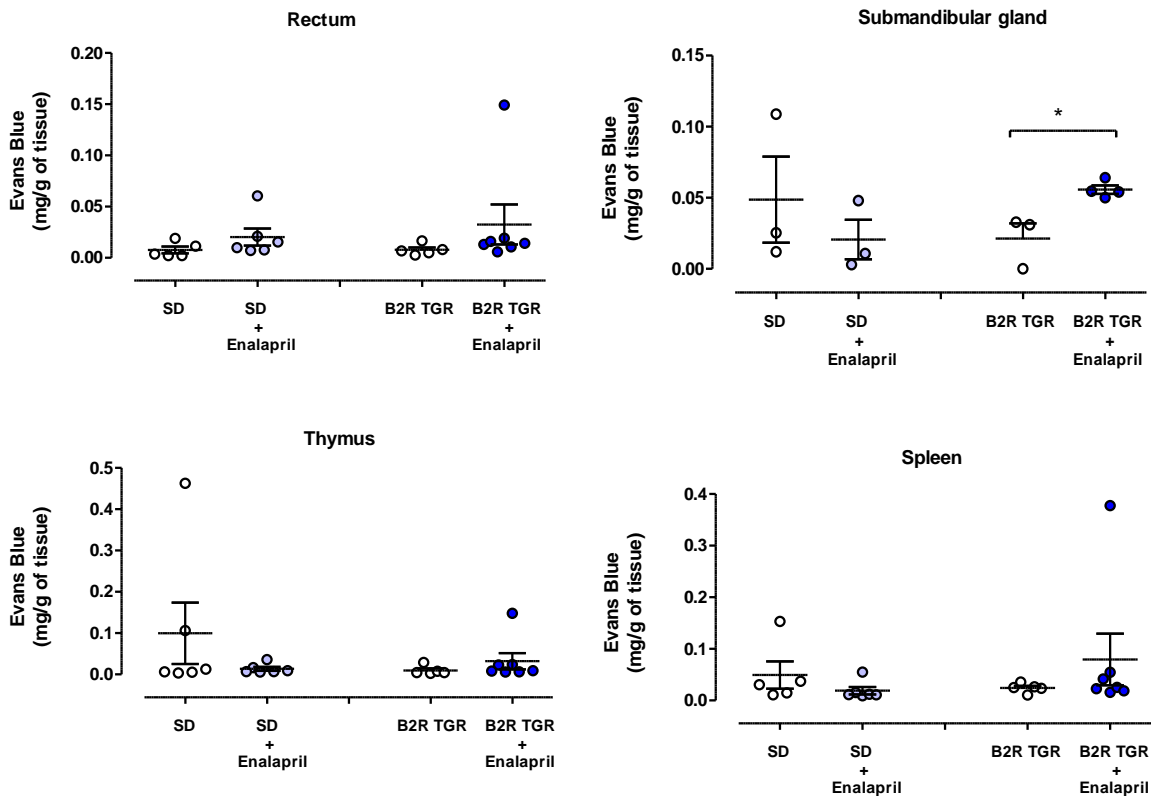 Rectum
Evans Blue
(mg/g of tissue)
0.20
0.15
0.10
0.05
0.00
SD
SD
+
Enalapril
B2R TGR
B2R TGR
+
Enalapril
Submandibular gland
Evans Blue
(mg/g of tissue)
0.15
0.10
0.05
0.00
*
SD
SD
+
Enalapril
B2R TGR
B2R TGR
+
Enalapril
Thymus
Evans Blue
(mg/g of tissue)
0.5
0.4
0.3
0.2
0.1
0.0
SD
SD
+
Enalapril
B2R TGR
B2R TGR
+
Enalapril
Spleen
Evans Blue
(mg/g of tissue)
0.4
0.3
0.2
0.1
0.0
SD
SD
+
Enalapril
B2R TGR
B2R TGR
+
Enalapril